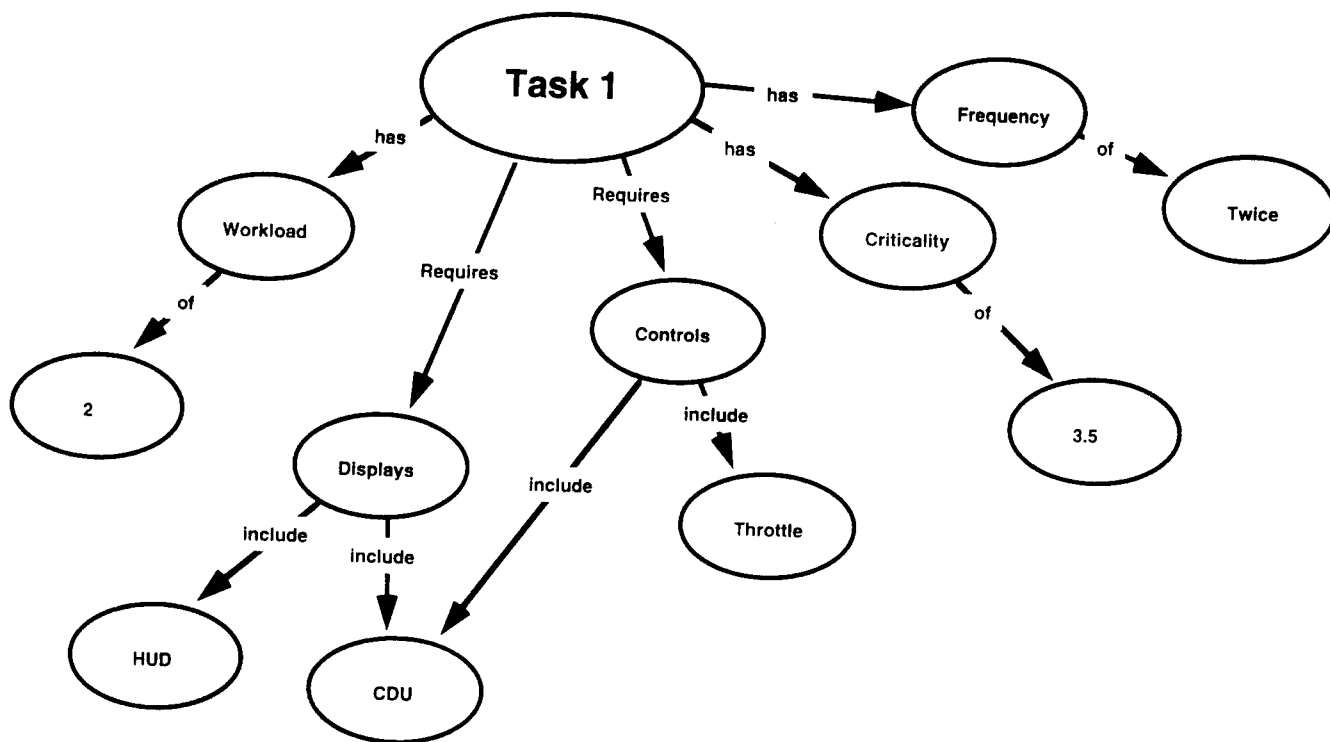 Task 1
has
Frequency
has
has
of
Requires
Twice
Workload
Criticality
Requires
of
of
Controls
2
include
3.5
Displays
include
Throttle
include
include
HUD
CDU